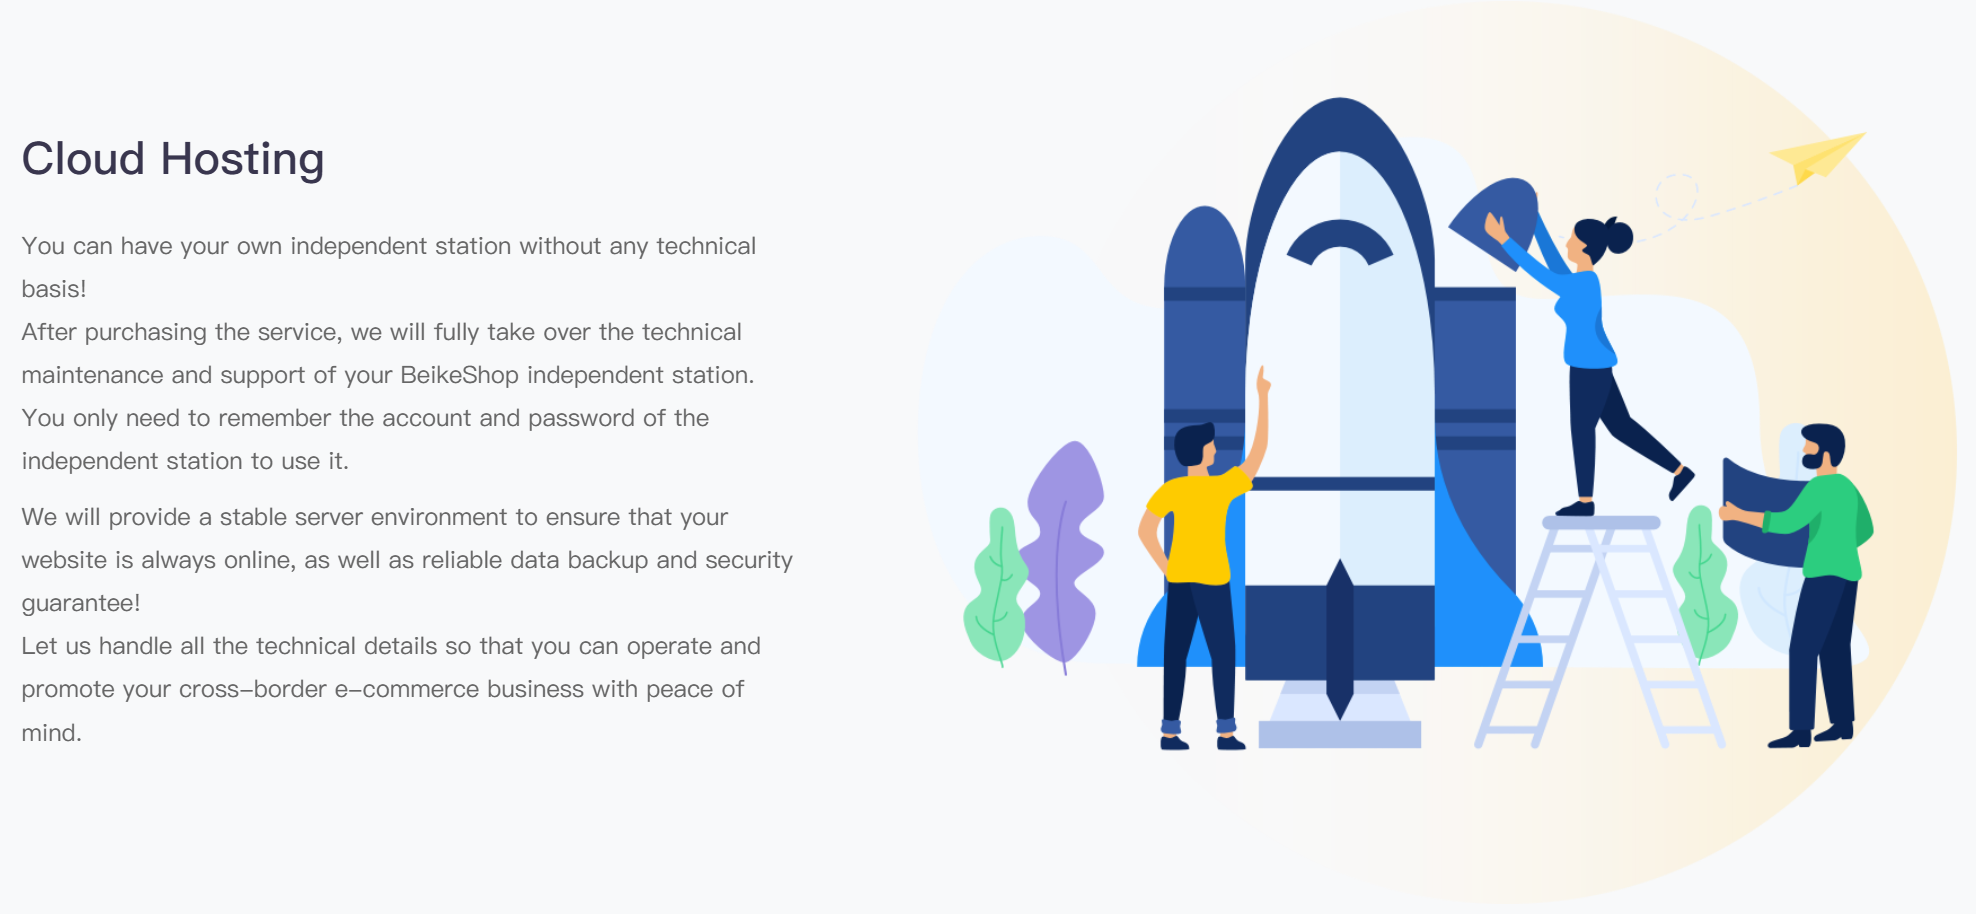 Cloud Hosting
You can have your own independent station without any technical
basis!
After purchasing the service, we will fully take over the technical
maintenance and support of your BeikeShop independent station.
You only need to remember the account and password of the
independent station to use it.
We will provide a stable server environment to ensure that your
website is always online, as well as reliable data backup and security
guarantee!
Let us handle all the technical details so that you can operate and
promote your cross–border e–commerce business with peace of
mind.